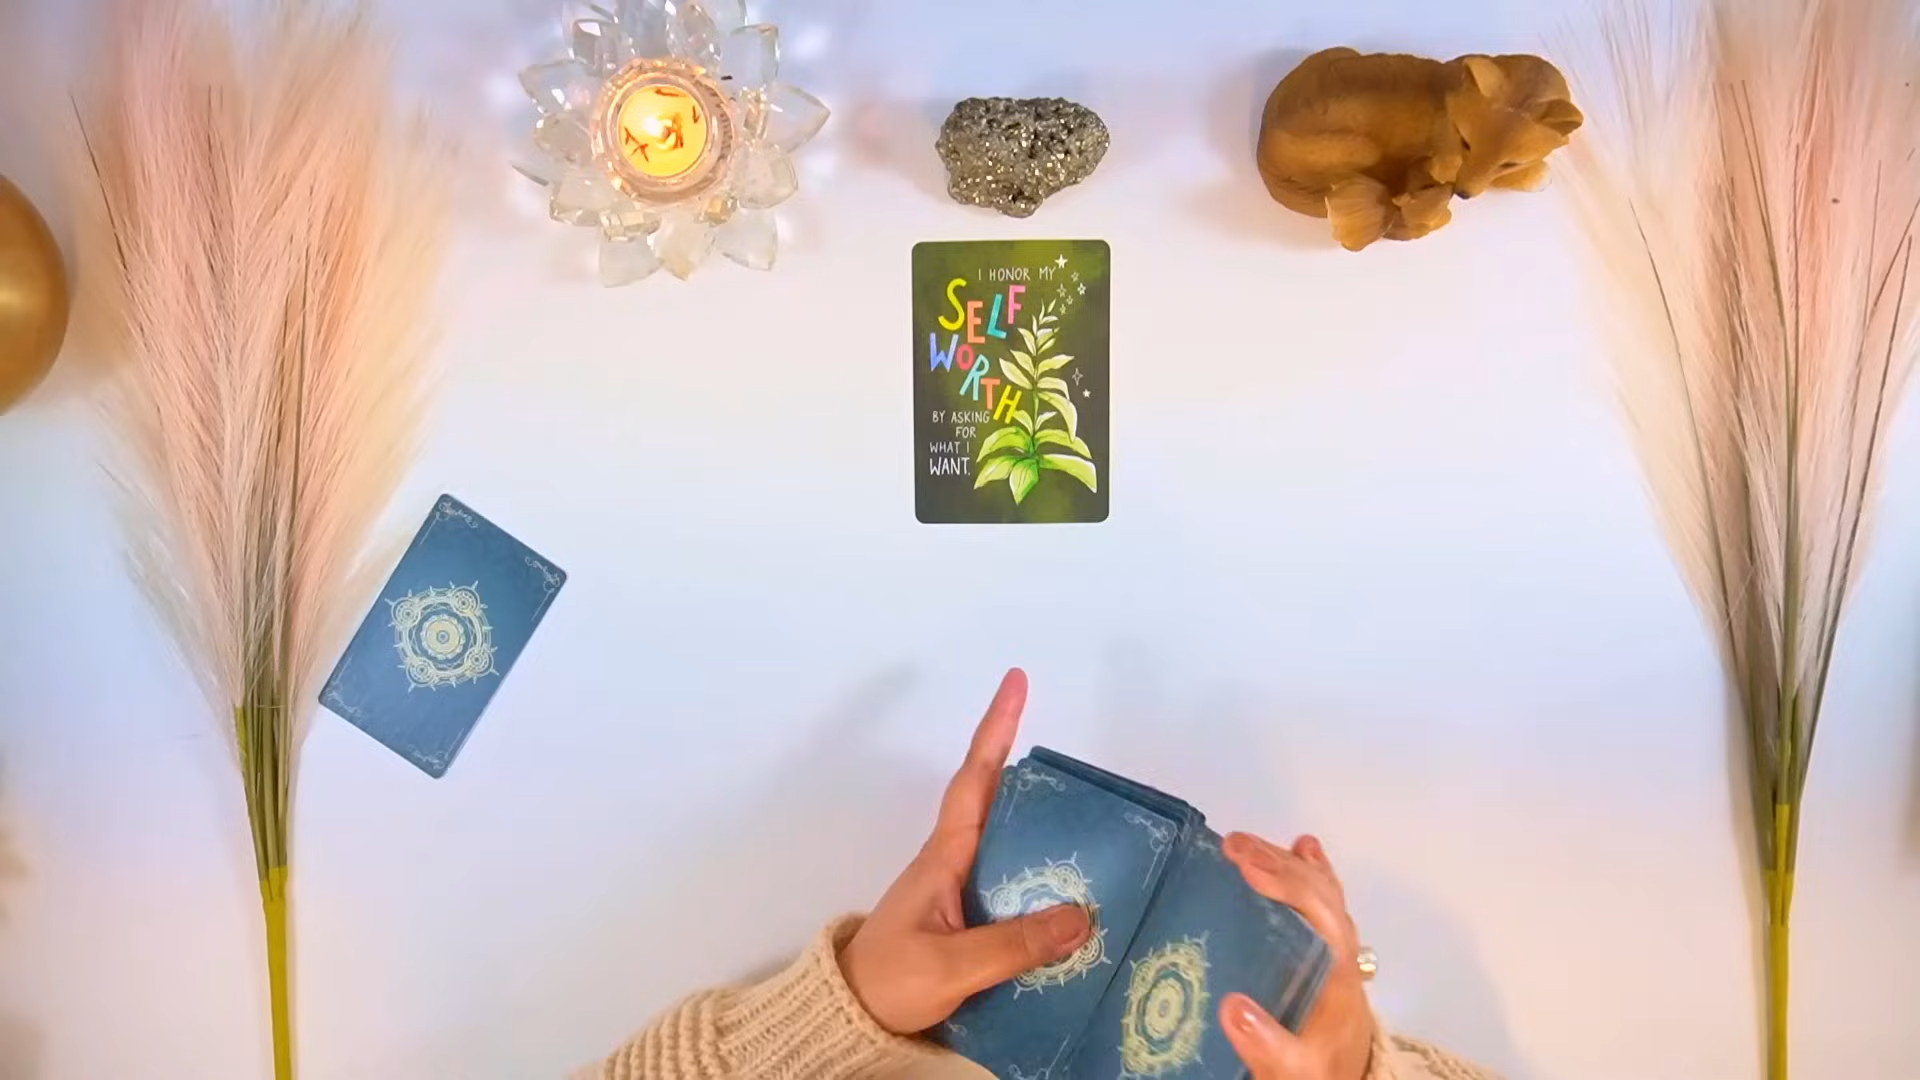 I HONOR MY
SELF
WORTH
BY ASKING
FOR
WHAT I
WANT.